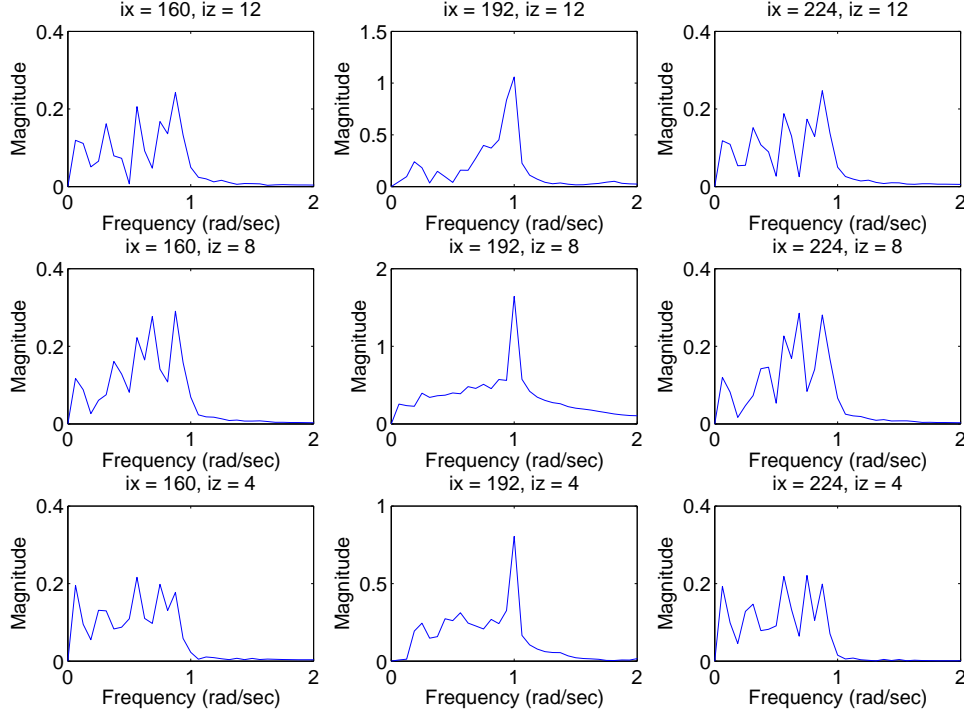 ix = 160, iz = 12
ix = 192, iz = 12
ix = 224, iz = 12
0.4
0.2
0
Magnitude
0 1 2
Frequency (rad/sec)
1.5
1
0.5
0
Magnitude
0 1 2
Frequency (rad/sec)
0.4
0.2
0
Magnitude
0 1 2
Frequency (rad/sec)
ix = 160, iz = 8
ix = 192, iz = 8
ix = 224, iz = 8
0.4
0.2
0
Magnitude
0 1 2
Frequency (rad/sec)
2
1
0
Magnitude
0 1 2
Frequency (rad/sec)
0.4
0.2
0
Magnitude
0 1 2
Frequency (rad/sec)
ix = 160, iz = 4
ix = 192, iz = 4
ix = 224, iz = 4
0.4
0.2
0
Magnitude
0 1 2
Frequency (rad/sec)
1
0.5
0
Magnitude
0 1 2
Frequency (rad/sec)
0.4
0.2
0
Magnitude
0 1 2
Frequency (rad/sec)